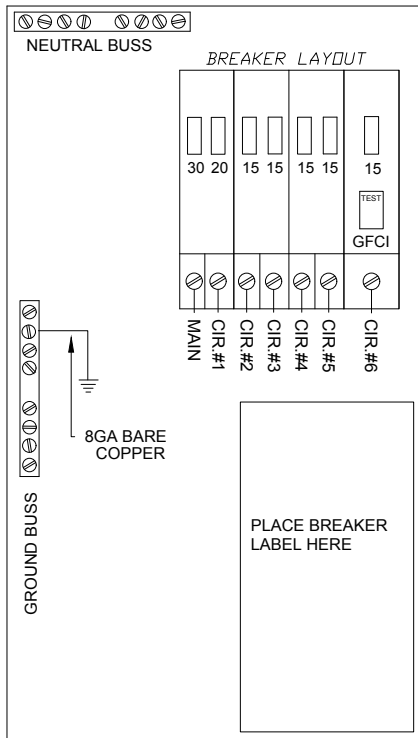 NEUTRAL BUSS
BREAKER LAYOUT
30 20 15 15 15 15 15
TEST
GFCI
MAIN
CIR.#1
CIR.#2
CIR.#3
CIR.#4
CIR.#5
CIR.#6
8GA BARE
COPPER
GROUND BUSS
PLACE BREAKER
LABEL HERE